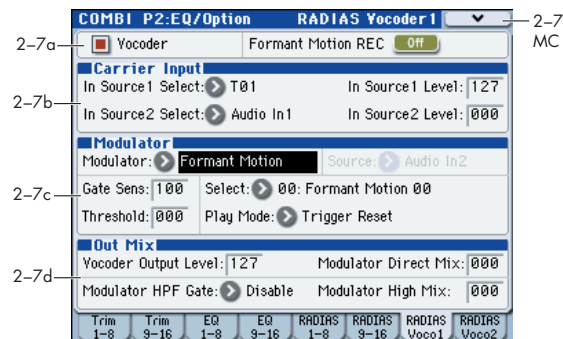 COMBI P2:EQ/Option RADIAS Vocoder1
2–7
MC
2–7a
Vocoder Formant Motion REC Off
Carrier Input
2–7b
In Source1 Select: T01 In Source1 Level: 127
In Source2 Select: Audio In1 In Source2 Level: 000
Modulator
Modulator: Formant Motion Source: Audio In2
2–7c
Gate Sens: 100 Select: 00: Formant Motion 00
Threshold: 000 Play Mode: Trigger Reset
Out Mix
2–7d
Vocoder Output Level: 127 Modulator Direct Mix: 000
Modulator HPF Gate: Disable Modulator High Mix: 000
Trim Trim EQ EQ RADIAS RADIAS RADIAS RADIAS
1–8 9–16 1–8 9–16 1–8 9–16 Voco1 Voco2